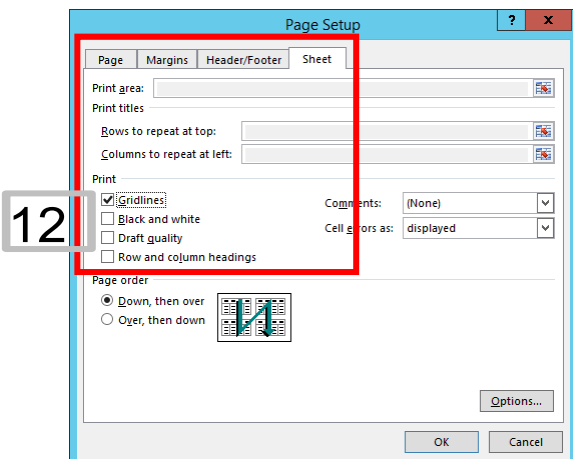 Page Setup ? x
Page Margins Header/Footer Sheet
Print area:
Print titles
Rows to repeat at top:
Columns to repeat at left:
Print
Gridlines Comments: (None)
12 Black and white Cell errors as: displayed
Draft quality
Row and column headings
Page order
Down, then over
Over, then down
Options...
OK Cancel